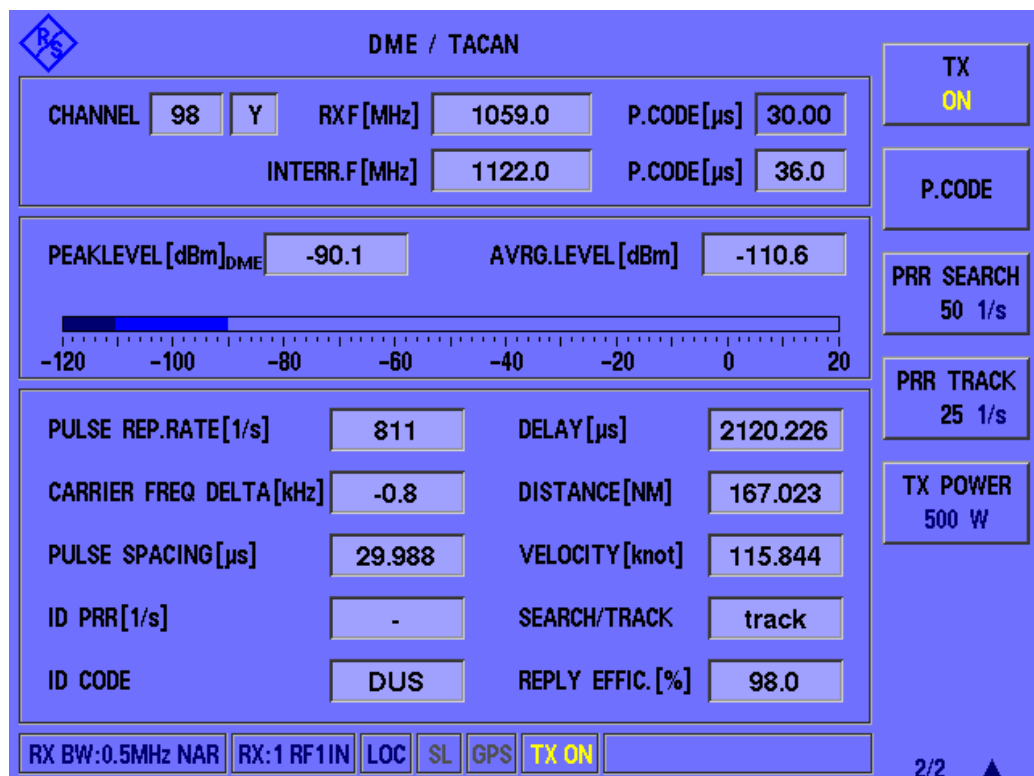 R/S
DME / TACAN
TX
ON
CHANNEL 98 Y RXF[MHz] 1059.0 P.CODE[µs] 30.00
INTERR.F[MHz] 1122.0 P.CODE[µs] 36.0
P.CODE
PEAKLEVEL[dBm]DME -90.1 AVRG.LEVEL[dBm] -110.6
PRR SEARCH
50 1/s
-120 -100 -80 -60 -40 -20 0 20
PRR TRACK
25 1/s
PULSE REP.RATE[1/s] 811 DELAY[µs] 2120.226
CARRIER FREQ DELTA[kHz] -0.8 DISTANCE[NM] 167.023
TX POWER
500 W
PULSE SPACING[µs] 29.988 VELOCITY[knot] 115.844
ID PRR[1/s] - SEARCH/TRACK track
ID CODE DUS REPLY EFFIC.[%] 98.0
RX BW:0.5MHz NAR RX:1 RF1IN LOC SL GPS TX ON
2/2 ▲